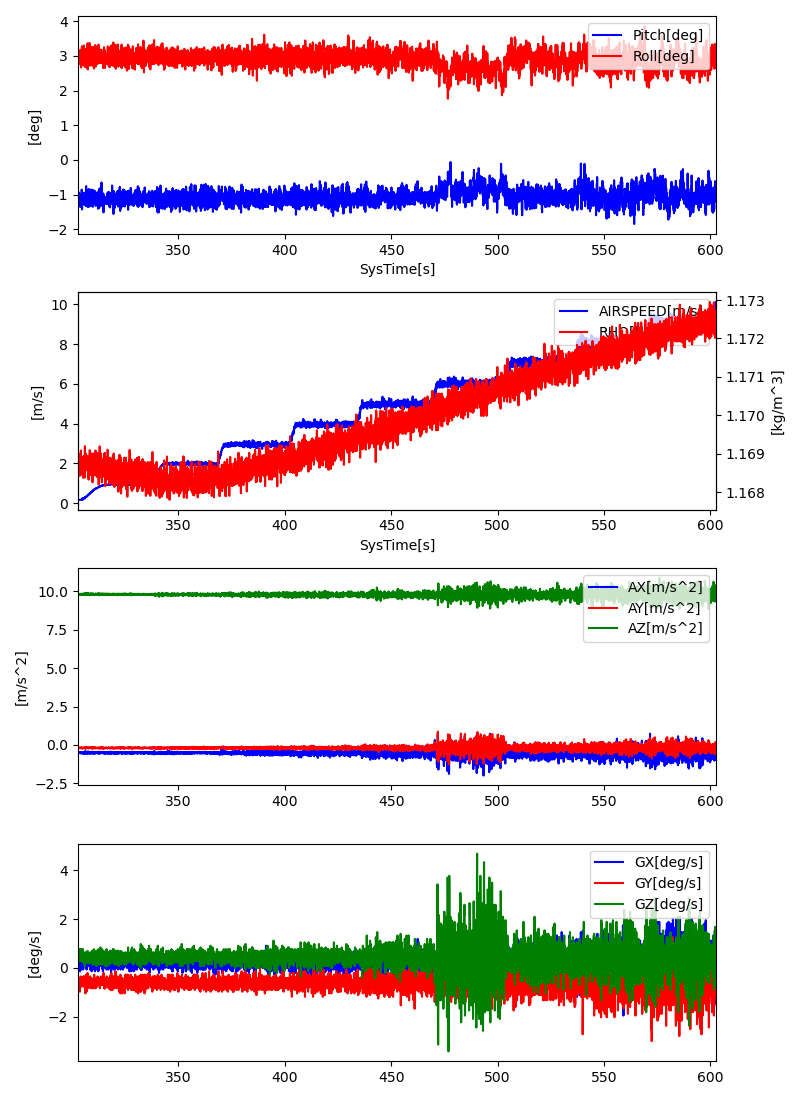 4
3
2
1
0
−1
−2
[deg]
Pitch[deg]
Roll[deg]
350 400 450 500 550 600
SysTime[s]
10
8
6
4
2
0
[m/s]
AIRSPEED[m/s]
1.173
1.172
1.171
1.170
1.169
1.168
[kg/m^3]
350 400 450 500 550 600
SysTime[s]
10.0
7.5
5.0
2.5
0.0
−2.5
[m/s^2]
AX[m/s^2]
AY[m/s^2]
AZ[m/s^2]
350 400 450 500 550 600
4
2
0
−2
[deg/s]
GX[deg/s]
GY[deg/s]
GZ[deg/s]
350 400 450 500 550 600